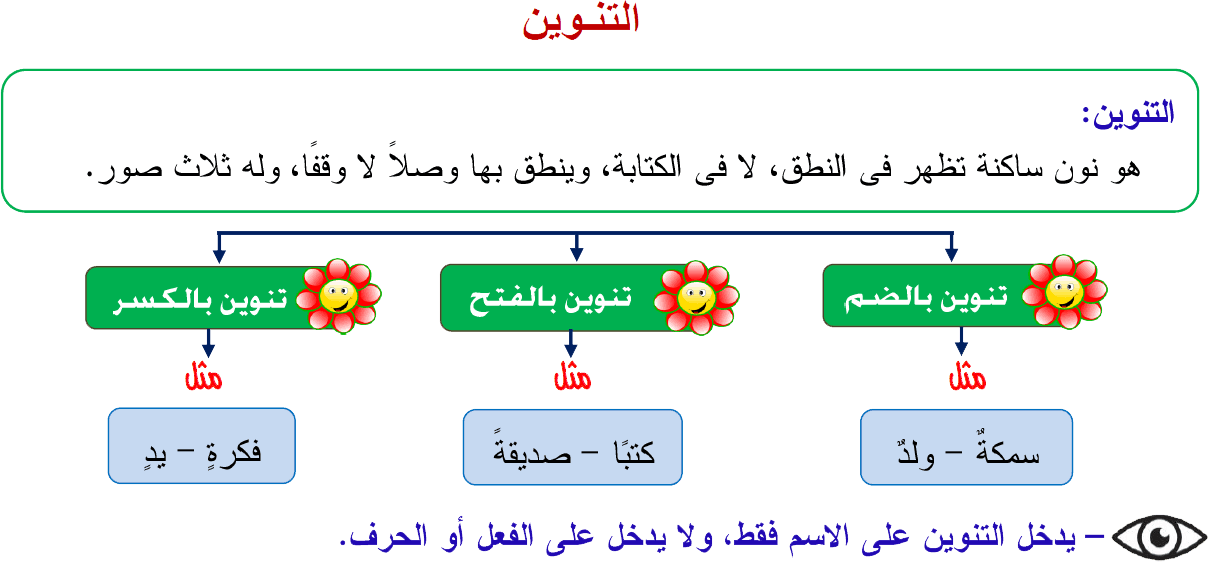 التنـوين
التنوين:
هو نون ساكنة تظهر فى النطق، لا فى الكتابة، وينطق بها وصلاً لا وقفًا، وله ثلاث صور.
تنوين بالضم
تنوين بالفتح
تنوين بالكسر
مثل
مثل
مثل
سمكةٌ – ولدٌ
كتبًا – صديقةً
فكرةٍ – يدٍ
– يدخل التنوين على الاسم فقط، ولا يدخل على الفعل أو الحرف.